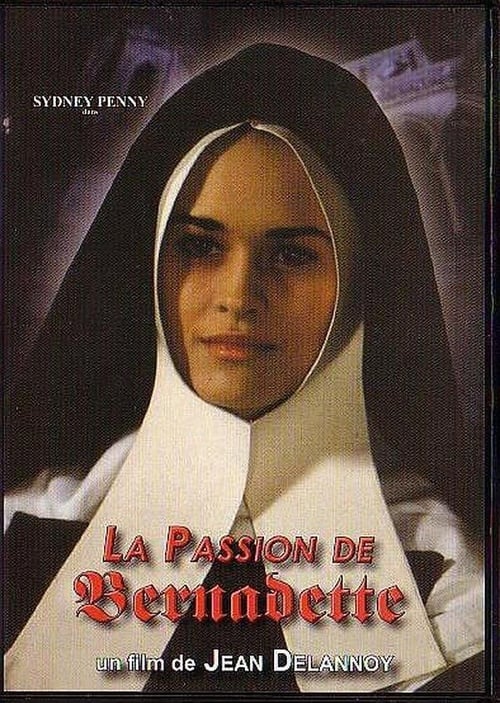 SYDNEY PENNY
dans
LA PASSION DE
Bernadette
un film de JEAN DELANNOY